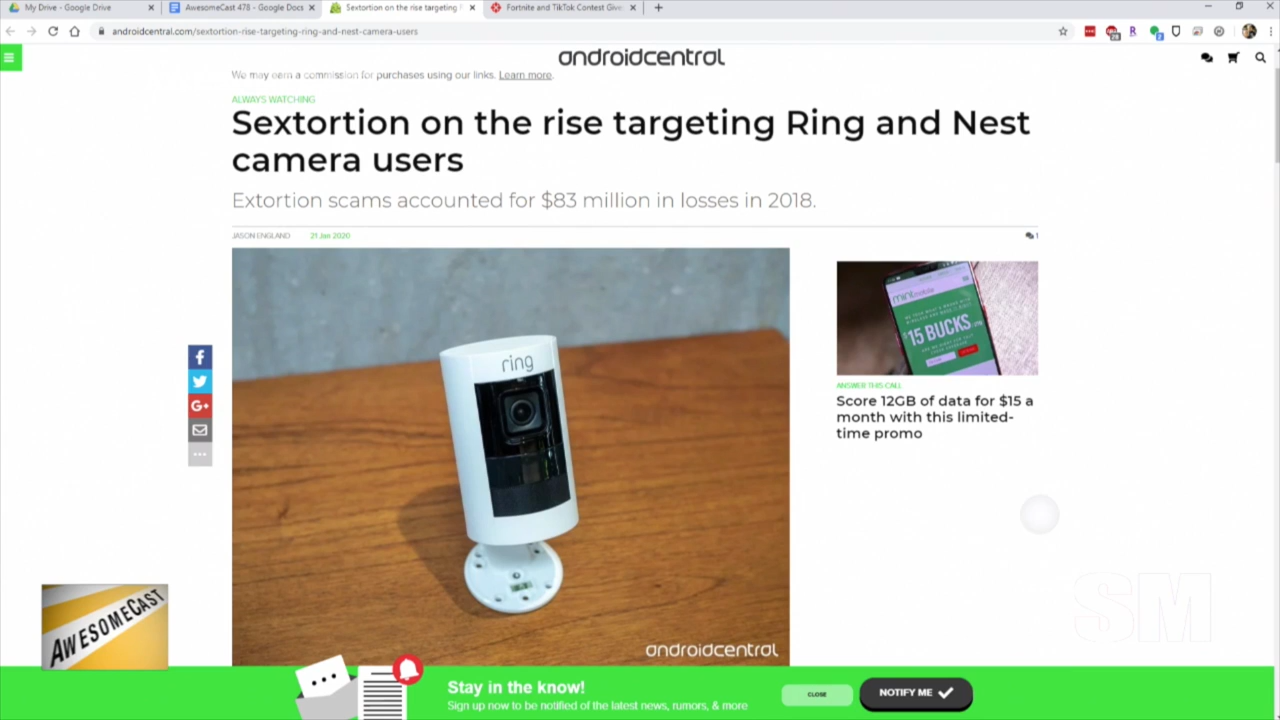 My Drive - Google Drive
AwesomeCast 478 - Google Docs
Sextortion on the rise targeting
Fortnite and TikTok Contest Give
androidcentral.com/sextortion-rise-targeting-ring-and-nest-camera-users
androidcentral
We may earn a commission for purchases using our links. Learn more.
ALWAYS WATCHING
Sextortion on the rise targeting Ring and Nest
camera users
Extortion scams accounted for $83 million in losses in 2018.
JASON ENGLAND 21 Jan 2020
1
ring
androidcentral
mint mobile
$15 BUCKS
ANSWER THIS CALL
Score 12GB of data for $15 a
month with this limited-
time promo
AWESOMECAST
SM
Stay in the know!
Sign up now to be notified of the latest news, rumors, & more
CLOSE
NOTIFY ME